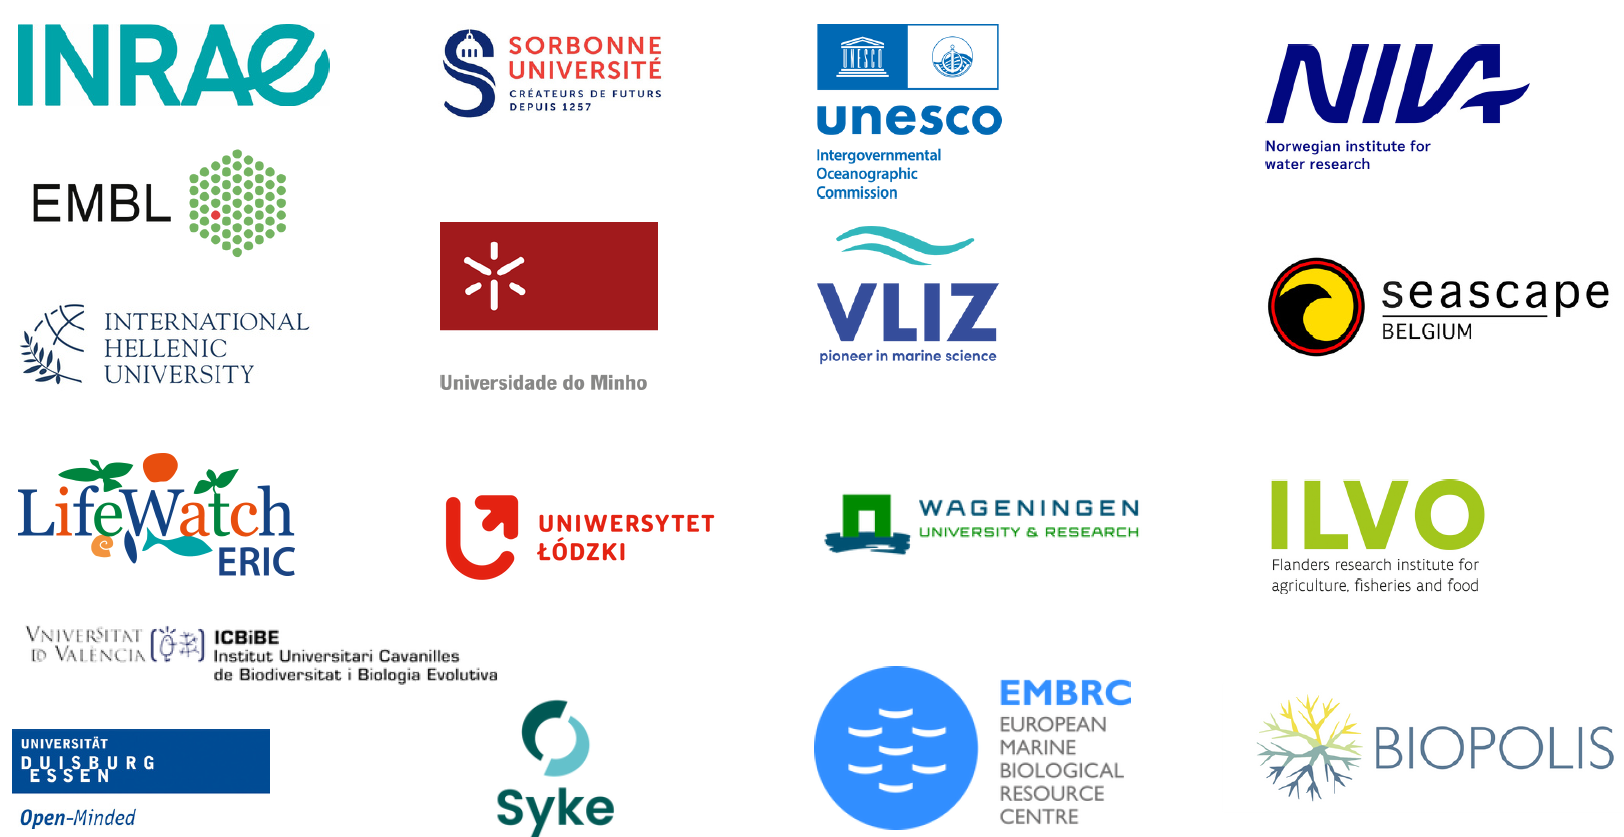 INRAE
SORBONNE
UNIVERSITÉ
CRÉATEURS DE FUTURS
DEPUIS 1257
UNESCO
unesco
Intergovernmental
Oceanographic
Commission
NIVA
Norwegian institute for
water research
EMBL
Universidade do Minho
VLIZ
pioneer in marine science
seascape
BELGIUM
INTERNATIONAL
HELLENIC
UNIVERSITY
LifeWatch
ERIC
UNIWERSYTET
ŁÓDZKI
WAGENINGEN
UNIVERSITY & RESEARCH
ILVO
Flanders research institute for
agriculture, fisheries and food
VNIVERSITAT
ID VALÈNCIA
ICBiBE
Institut Universitari Cavanilles
de Biodiversitat i Biologia Evolutiva
UNIVERSITÄT
DUISBURG
ESSEN
Open-Minded
Syke
EMBRC
EUROPEAN
MARINE
BIOLOGICAL
RESOURCE
CENTRE
BIOPOLIS